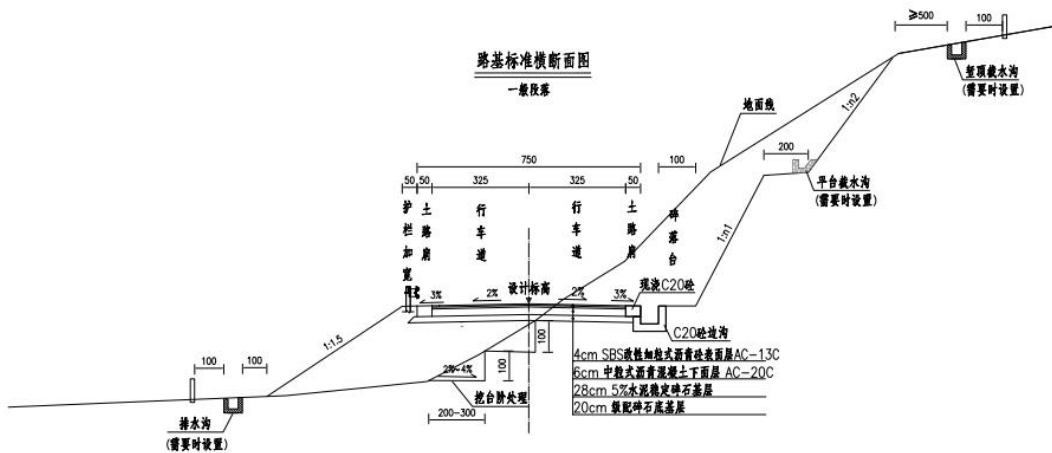 ≥500
100
路基标准横断面图
一般段落
堑顶截水沟
(需要时设置)
地面线
1:n2
750
100
200
50
50
325
325
50
平台截水沟
(需要时设置)
护栏加宽
土路肩
行车道
行车道
土路肩
碎落台
1:n1
3%
2%
设计标高
2%
3%
现浇C20砼
1:1.5
100
C20砼边沟
4cm SBS改性细粒式沥青砼表面层AC-13C
6cm 中粒式沥青混凝土下面层 AC-20C
28cm 5%水泥稳定碎石基层
20cm 级配碎石底基层
100
100
2%-4%
100
挖台阶处理
200-300
排水沟
(需要时设置)